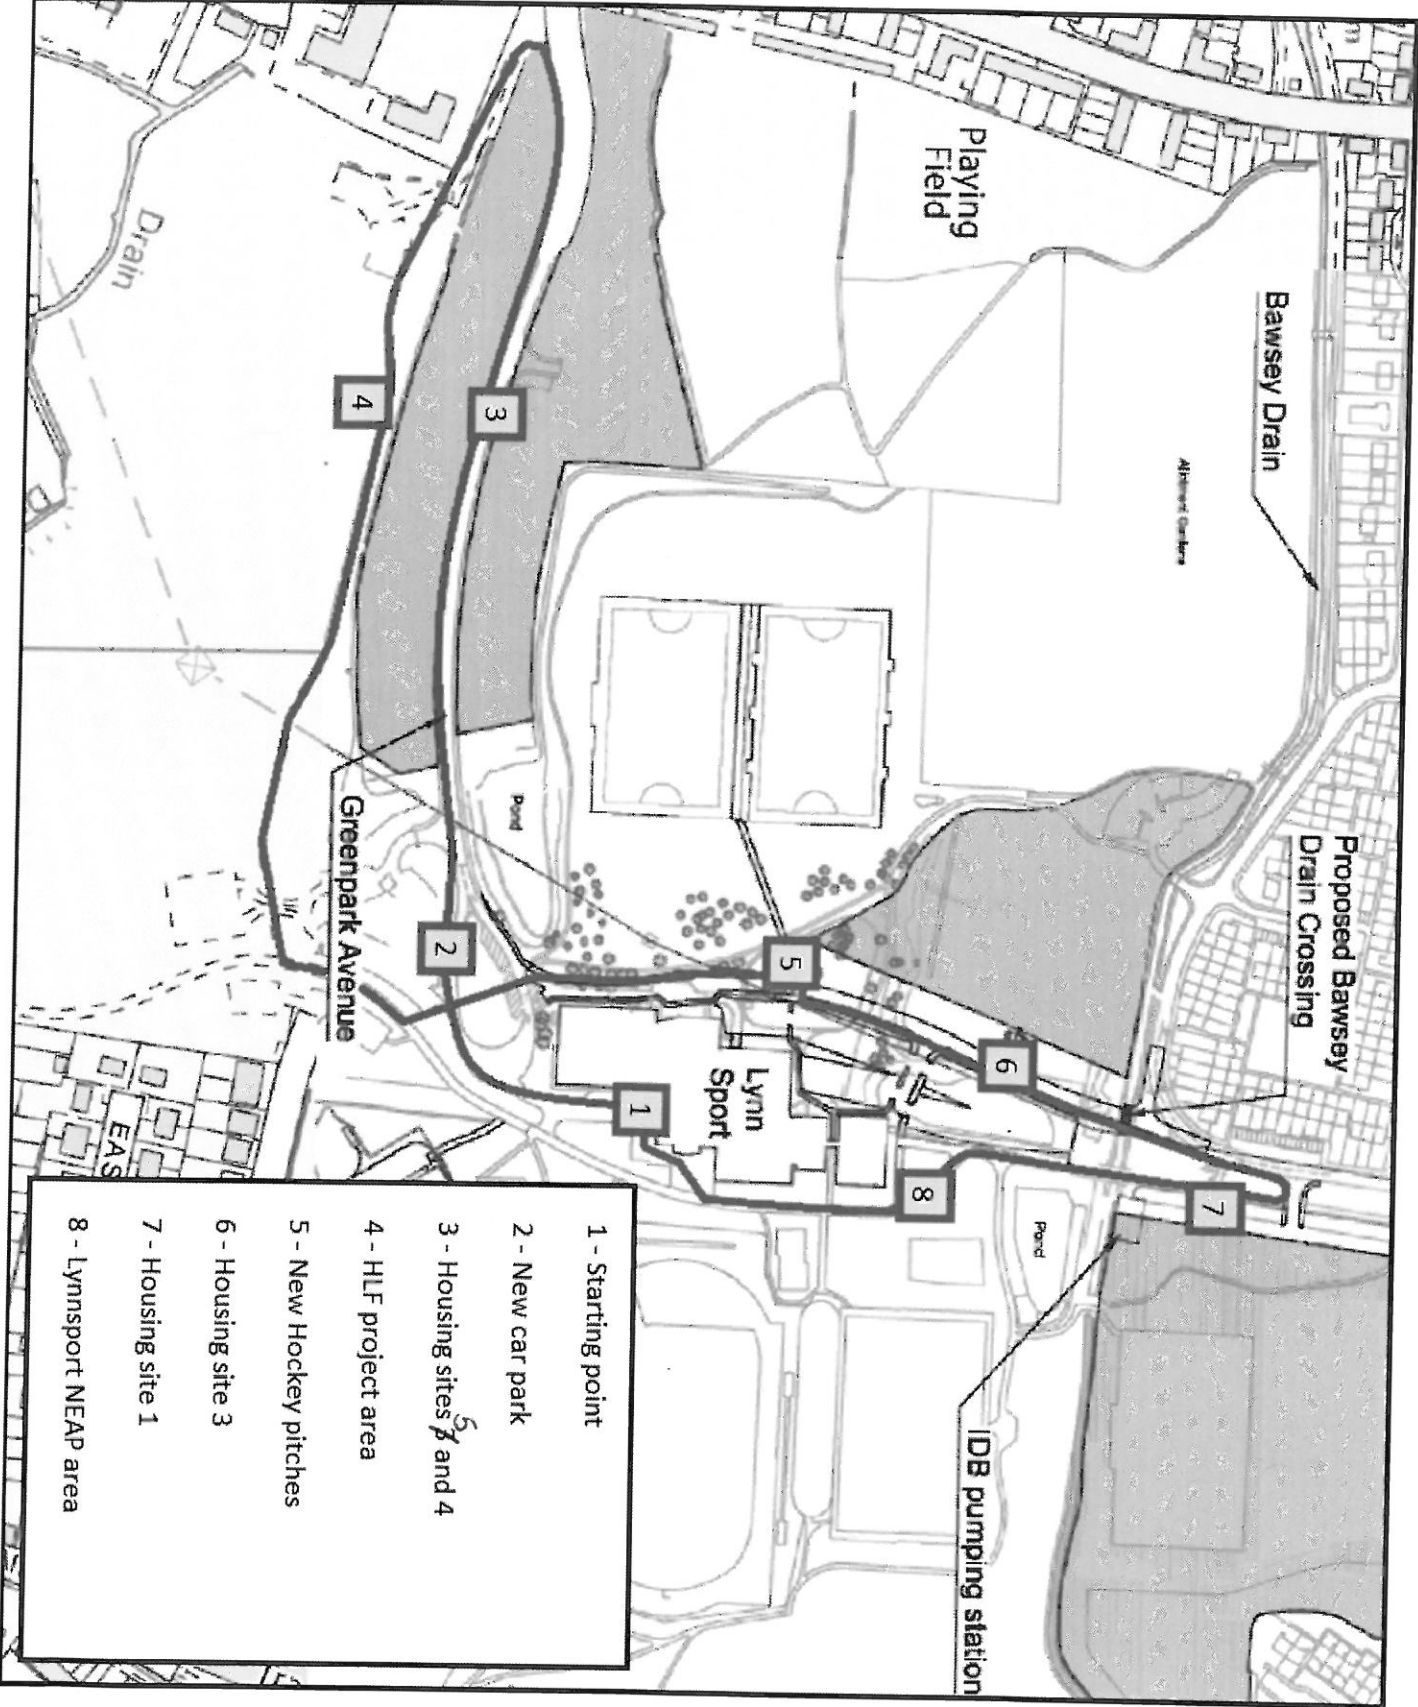 Proposed Bawsey
Drain Crossing
Bawsey Drain
7
Allotment Gardens
Pond
6
Playing
Field
IDB pumping station
8
5
Lynn
Sport
1
Pond
3
2
4
Greenpark Avenue
Drain
EAS
1 - Starting point
2 - New car park
3 - Housing sites 5 and 4
4 - HLF project area
5 - New Hockey pitches
6 - Housing site 3
7 - Housing site 1
8 - Lynnsport NEAP area